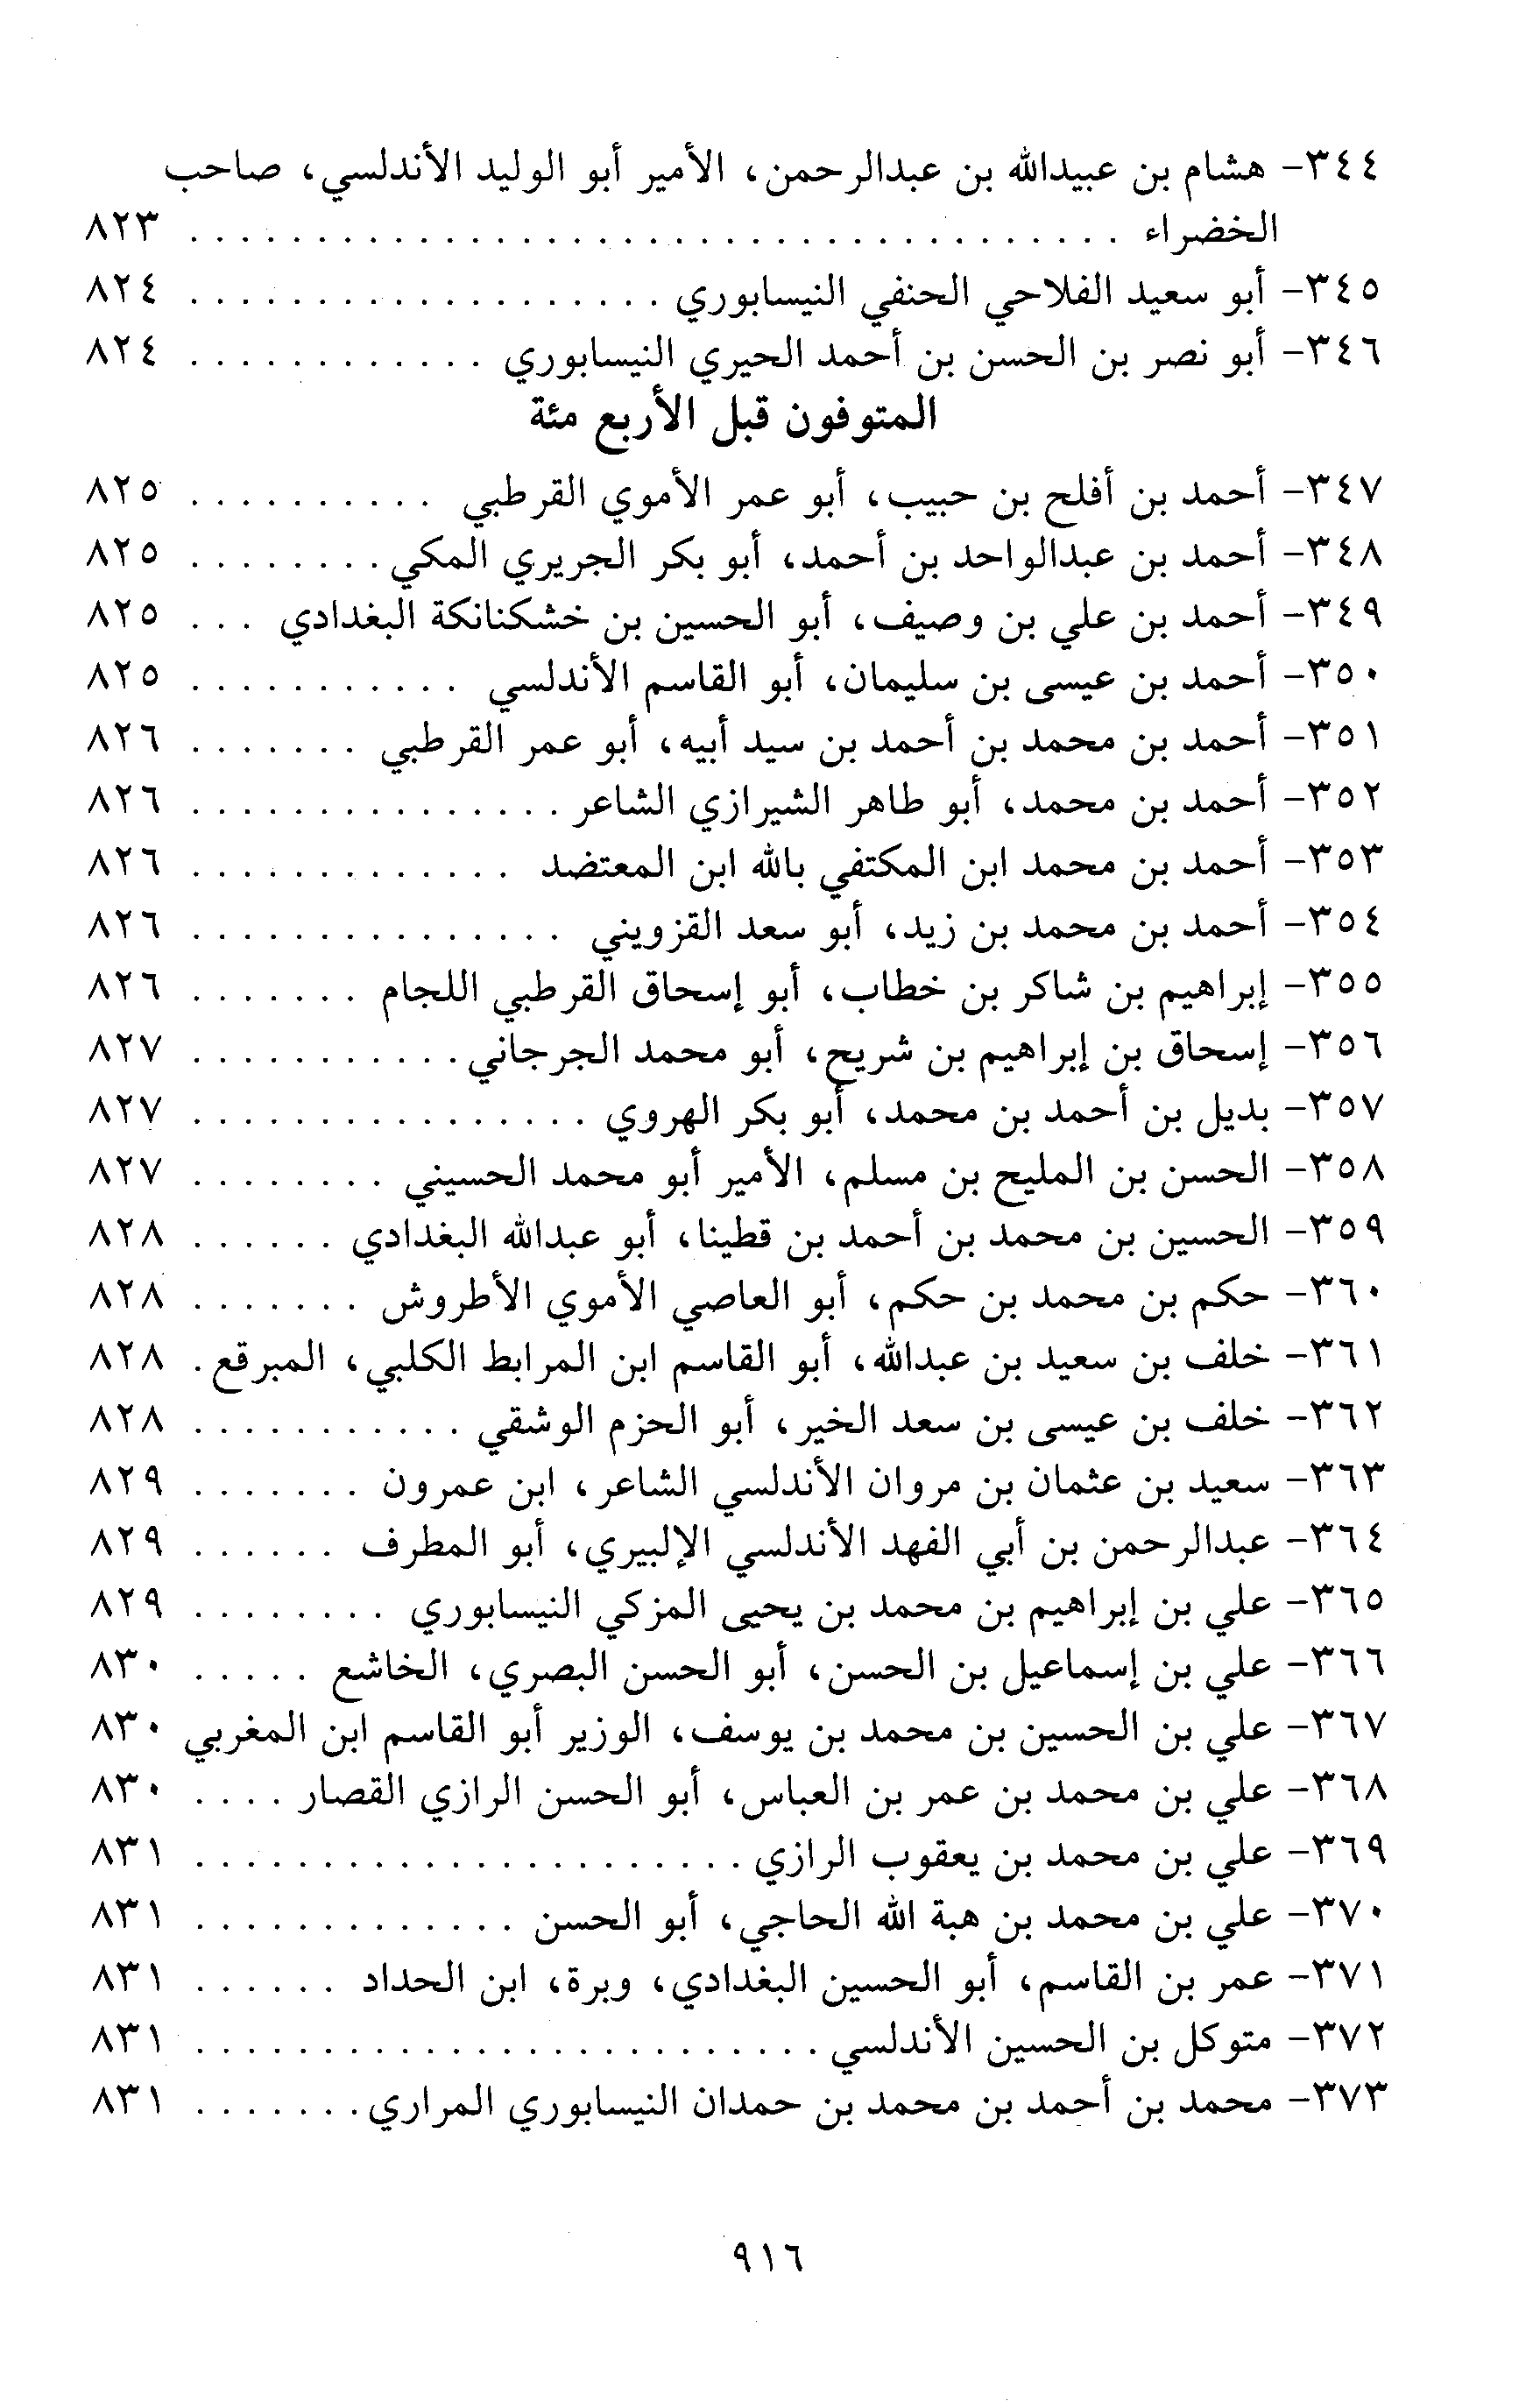 ٣٤٤- هشام بن عبيدالله بن عبدالرحمن، الأمير أبو الوليد الأندلسي، صاحب
الخضراء . . . . . . . . . . . . . . . . . . . . . . . . . . . . . . . . . . . . . ٨٢٣
٣٤٥- أبو سعيد الفلاحي الحنفي النيسابوري . . . . . . . . . . . . . . . . . . . ٨٢٤
٣٤٦- أبو نصر بن الحسن بن أحمد الحيري النيسابوري . . . . . . . . . . . . ٨٢٤
المتوفون قبل الأربع مئة
٣٤٧- أحمد بن أفلح بن حبيب، أبو عمر الأموي القرطبي . . . . . . . . . . ٨٢٥
٣٤٨- أحمد بن عبدالواحد بن أحمد، أبو بكر الجريري المكي . . . . . . . . ٨٢٥
٣٤٩- أحمد بن علي بن وصيف، أبو الحسين بن خشكنانكة البغدادي . . . ٨٢٥
٣٥٠- أحمد بن عيسى بن سليمان، أبو القاسم الأندلسي . . . . . . . . . . . ٨٢٥
٣٥١- أحمد بن محمد بن أحمد بن سيد أبيه، أبو عمر القرطبي . . . . . . . ٨٢٦
٣٥٢- أحمد بن محمد، أبو طاهر الشيرازي الشاعر . . . . . . . . . . . . . . . ٨٢٦
٣٥٣- أحمد بن محمد ابن المكتفي بالله ابن المعتضد . . . . . . . . . . . . . ٨٢٦
٣٥٤- أحمد بن محمد بن زيد، أبو سعد القزويني . . . . . . . . . . . . . . . ٨٢٦
٣٥٥- إبراهيم بن شاكر بن خطاب، أبو إسحاق القرطبي اللجام . . . . . . . ٨٢٦
٣٥٦- إسحاق بن إبراهيم بن شريح، أبو محمد الجرجاني . . . . . . . . . . . ٨٢٧
٣٥٧- بديل بن أحمد بن محمد، أبو بكر الهروي . . . . . . . . . . . . . . . . ٨٢٧
٣٥٨- الحسن بن المليح بن مسلم، الأمير أبو محمد الحسيني . . . . . . . . ٨٢٧
٣٥٩- الحسين بن محمد بن أحمد بن قطينا، أبو عبدالله البغدادي . . . . . . ٨٢٨
٣٦٠- حكم بن محمد بن حكم، أبو العاصي الأموي الأطروش . . . . . . . ٨٢٨
٣٦١- خلف بن سعيد بن عبدالله، أبو القاسم ابن المرابط الكلبي، المبرقع . ٨٢٨
٣٦٢- خلف بن عيسى بن سعد الخير، أبو الحزم الوشقي . . . . . . . . . . . ٨٢٨
٣٦٣- سعيد بن عثمان بن مروان الأندلسي الشاعر، ابن عمرون . . . . . . . ٨٢٩
٣٦٤- عبدالرحمن بن أبي الفهد الأندلسي الإلبيري، أبو المطرف . . . . . . ٨٢٩
٣٦٥- علي بن إبراهيم بن محمد بن يحيى المزكي النيسابوري . . . . . . . . ٨٢٩
٣٦٦- علي بن إسماعيل بن الحسن، أبو الحسن البصري، الخاشع . . . . . ٨٣٠
٣٦٧- علي بن الحسين بن محمد بن يوسف، الوزير أبو القاسم ابن المغربي ٨٣٠
٣٦٨- علي بن محمد بن عمر بن العباس، أبو الحسن الرازي القصار . . . . ٨٣٠
٣٦٩- علي بن محمد بن يعقوب الرازي . . . . . . . . . . . . . . . . . . . . . . ٨٣١
٣٧٠- علي بن محمد بن هبة الله الحاجي، أبو الحسن . . . . . . . . . . . . . ٨٣١
٣٧١- عمر بن القاسم، أبو الحسين البغدادي، وبرة، ابن الحداد . . . . . . ٨٣١
٣٧٢- متوكل بن الحسين الأندلسي . . . . . . . . . . . . . . . . . . . . . . . . . ٨٣١
٣٧٣- محمد بن أحمد بن محمد بن حمدان النيسابوري المراري . . . . . . . ٨٣١
٩١٦